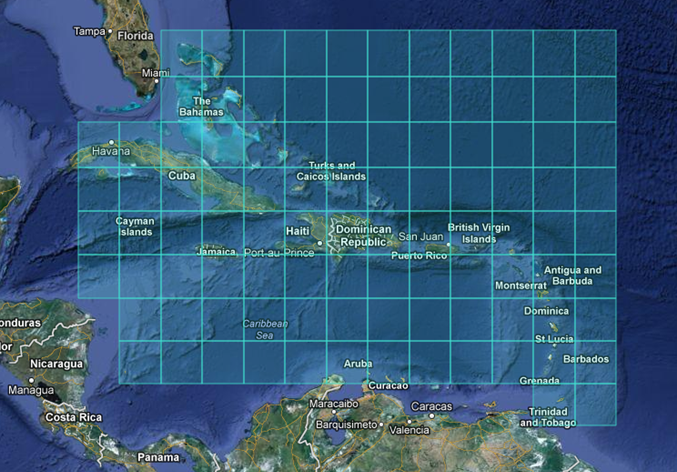 Tampa
Florida
Miami
The
Bahamas
Havana
Cuba
Turks and
Caicos Islands
Cayman
Islands
Haiti
Dominican
Republic
San Juan
British Virgin
Islands
Jamaica
Port-au-Prince
Puerto Rico
Antigua and
Barbuda
Montserrat
Dominica
onduras
Caribbean
Sea
St Lucia
or
Nicaragua
Aruba
Barbados
Managua
Curacao
Grenada
Costa Rica
Maracaibo
Caracas
Trinidad
and Tobago
Barquisimeto
Valencia
Panama